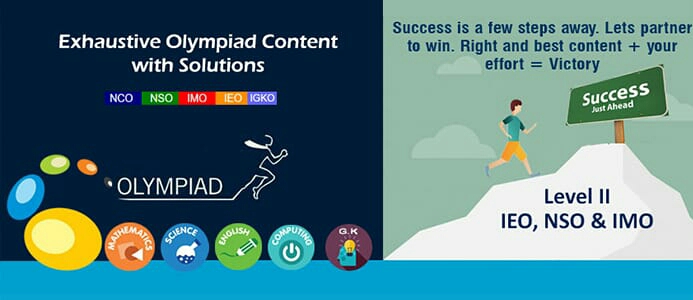 Exhaustive Olympiad Content
with Solutions
NCO NSO IMO IEO IGKO
OLYMPIAD
MATHEMATICS
SCIENCE
ENGLISH
COMPUTING
G.K
Success is a few steps away. Lets partner
to win. Right and best content + your
effort = Victory
Success
Just Ahead
Level II
IEO, NSO & IMO